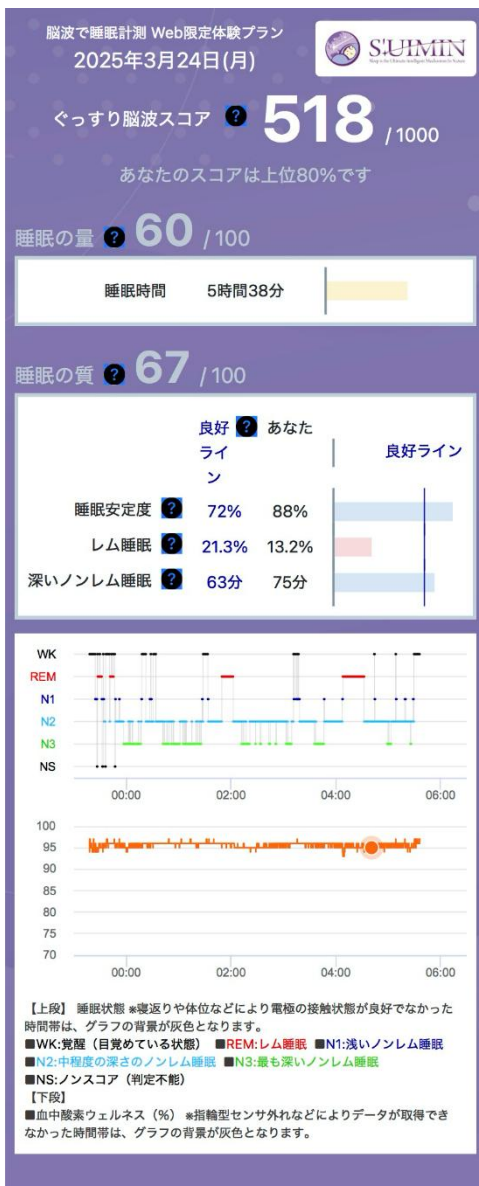 脳波で睡眠計測 Web限定体験プラン
2025年3月24日(月)
S'UIMIN
ぐっすり脳波スコア ? 518 / 1000
あなたのスコアは上位80%です
睡眠の量 ? 60 / 100
睡眠時間 5時間38分
睡眠の質 ? 67 / 100
良好 ? あなた
ライ 良好ライン
ン
睡眠安定度 ? 72% 88%
レム睡眠 ? 21.3% 13.2%
深いノンレム睡眠 ? 63分 75分
WK
REM
N1
N2
N3
NS
00:00 02:00 04:00 06:00
100
95
90
85
80
75
70
00:00 02:00 04:00 06:00
【上段】 睡眠状態 ※寝返りや体位などにより電極の接触状態が良好でなかった
時間帯は、グラフの背景が灰色となります。
■WK:覚醒（目覚めている状態） ■REM:レム睡眠 ■N1:浅いノンレム睡眠
■N2:中程度の深さのノンレム睡眠 ■N3:最も深いノンレム睡眠
■NS:ノンスコア（判定不能）
【下段】
■血中酸素ウェルネス（%） ※指輪型センサ外れなどによりデータが取得でき
なかった時間帯は、グラフの背景が灰色となります。